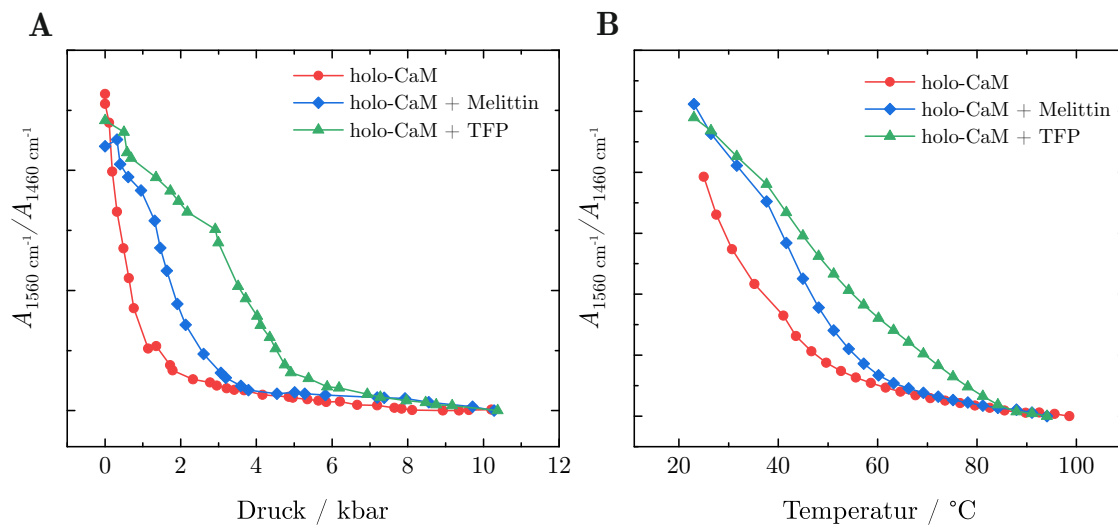 A
holo-CaM
holo-CaM + Melittin
holo-CaM + TFP
A1560 cm-1/A1460 cm-1
0 2 4 6 8 10 12
Druck / kbar
B
holo-CaM
holo-CaM + Melittin
holo-CaM + TFP
A1560 cm-1/A1460 cm-1
20 40 60 80 100
Temperatur / °C